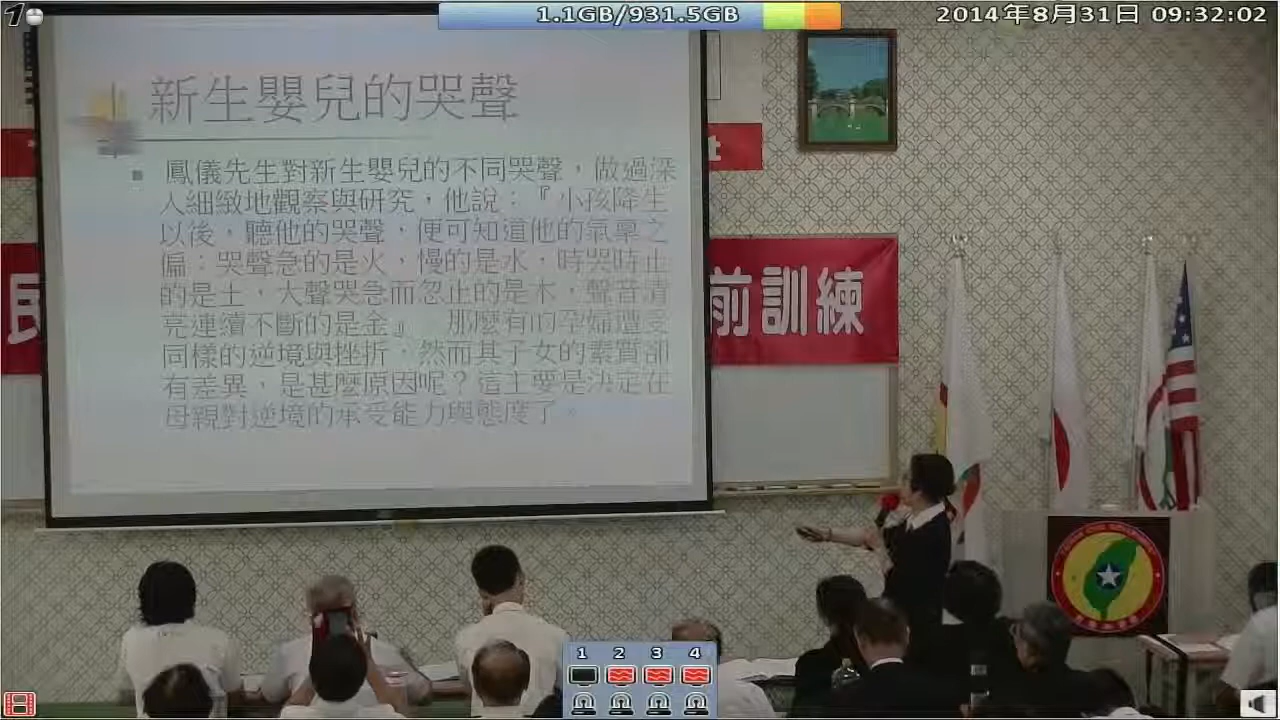 1
1.1GB/931.5GB
2014年8月31日 09:32:02
新生嬰兒的哭聲
鳳儀先生對新生嬰兒的不同哭聲，做過深
入細緻地觀察與研究，他說：『小孩降生
以後，聽他的哭聲，便可知道他的氣稟之
偏：哭聲急的是火，慢的是水，時哭時止
的是土，大聲哭急而忽止的是木，聲音清
亮連續不斷的是金』。那麼有的孕婦遭受
同樣的逆境與挫折，然而其子女的素質卻
有差異，是甚麼原因呢？這主要是決定在
母親對逆境的承受能力與態度了。
民
前訓練
1 2 3 4